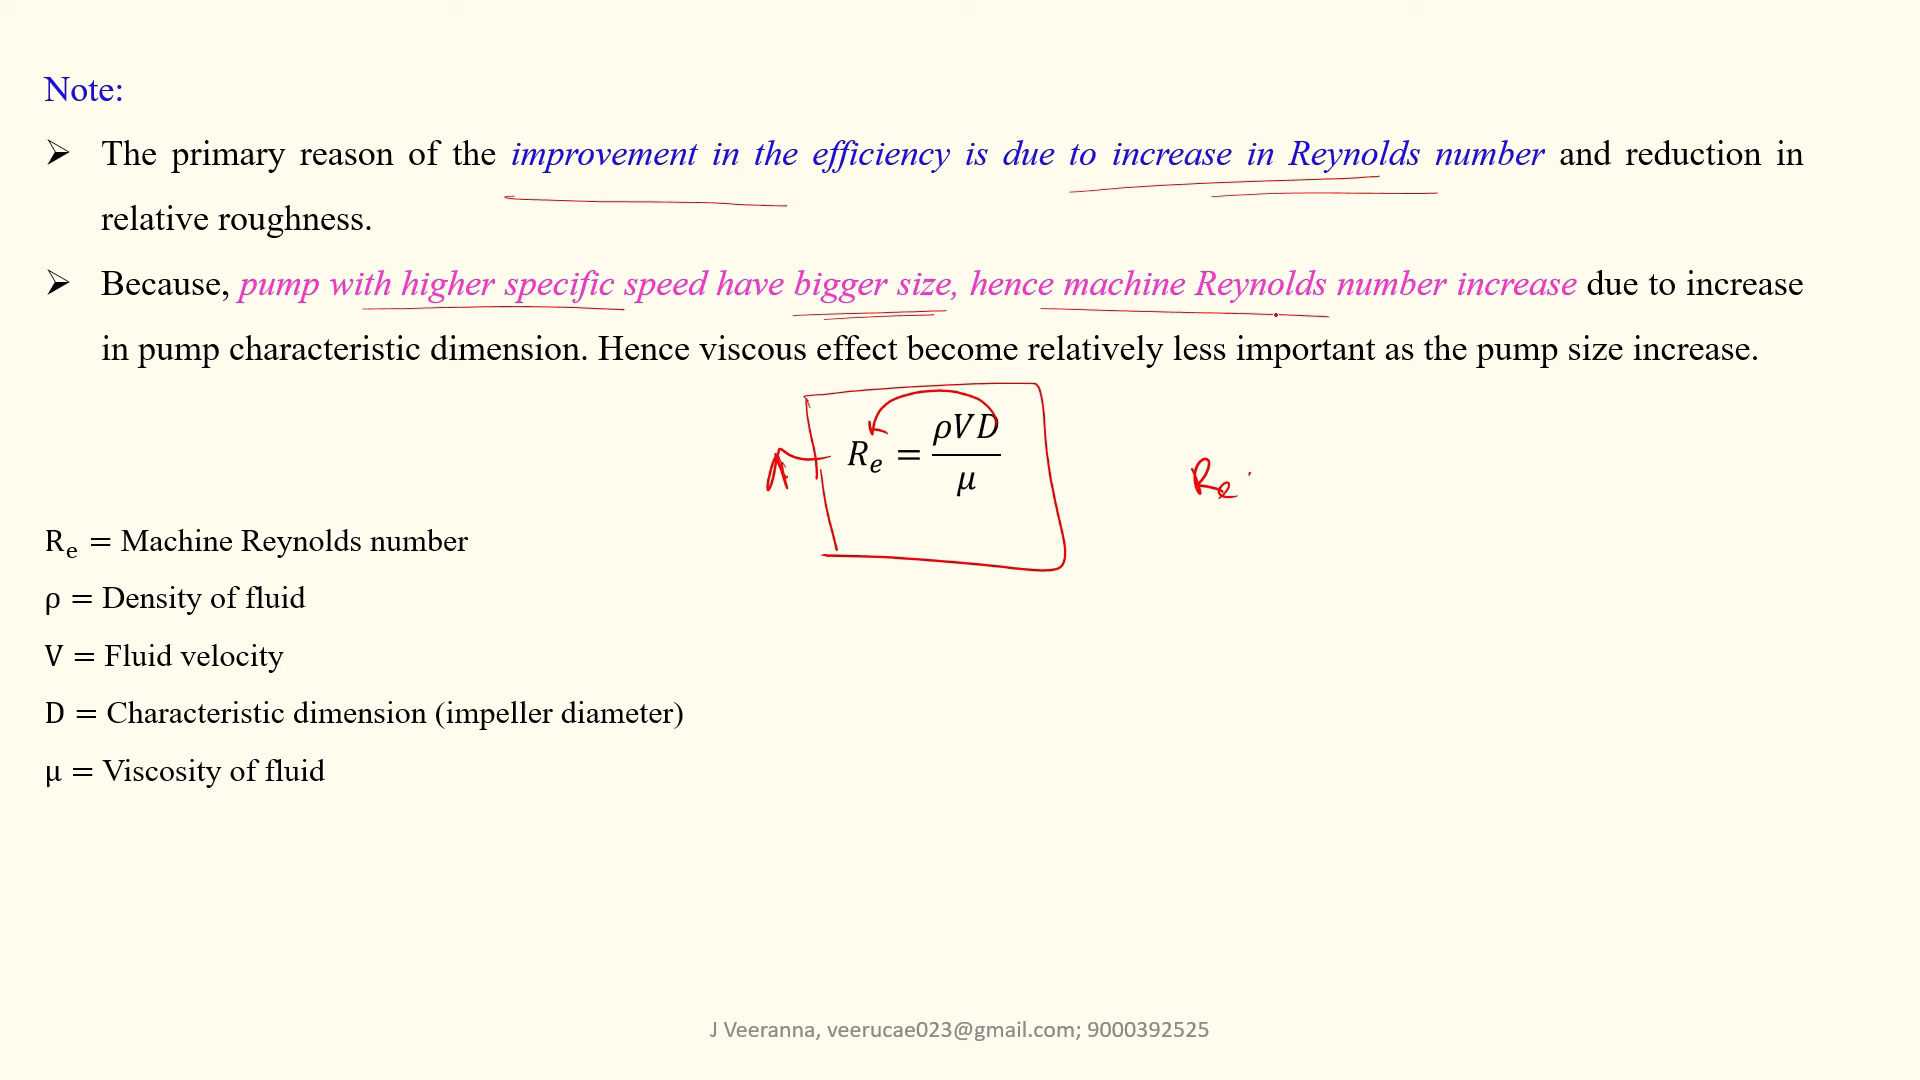 Note:
➢ The primary reason of the improvement in the efficiency is due to increase in Reynolds number and reduction in
relative roughness.
➢ Because, pump with higher specific speed have bigger size, hence machine Reynolds number increase due to increase
in pump characteristic dimension. Hence viscous effect become relatively less important as the pump size increase.
Rₑ = ρVD/μ
Re
Rₑ = Machine Reynolds number
ρ = Density of fluid
V = Fluid velocity
D = Characteristic dimension (impeller diameter)
μ = Viscosity of fluid
J Veeranna, veerucae023@gmail.com; 9000392525